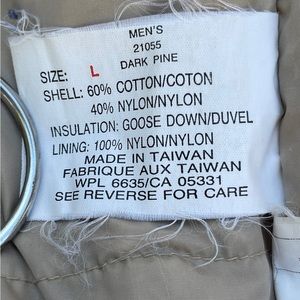 MEN'S
21055
DARK PINE
SIZE: L
SHELL: 60% COTTON/COTON
40% NYLON/NYLON
INSULATION: GOOSE DOWN/DUVEL
LINING: 100% NYLON/NYLON
MADE IN TAIWAN
FABRIQUE AUX TAIWAN
WPL 6635/CA 05331
SEE REVERSE FOR CARE